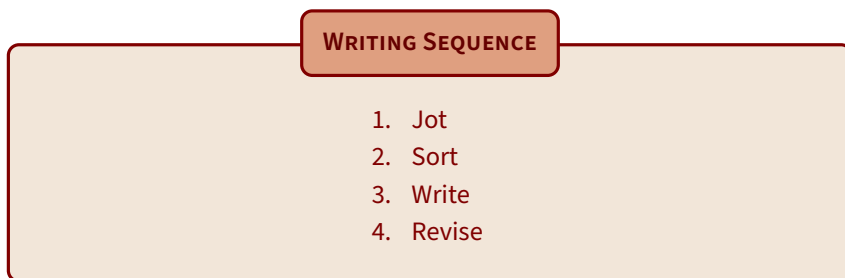 Writing Sequence
1. Jot
2. Sort
3. Write
4. Revise